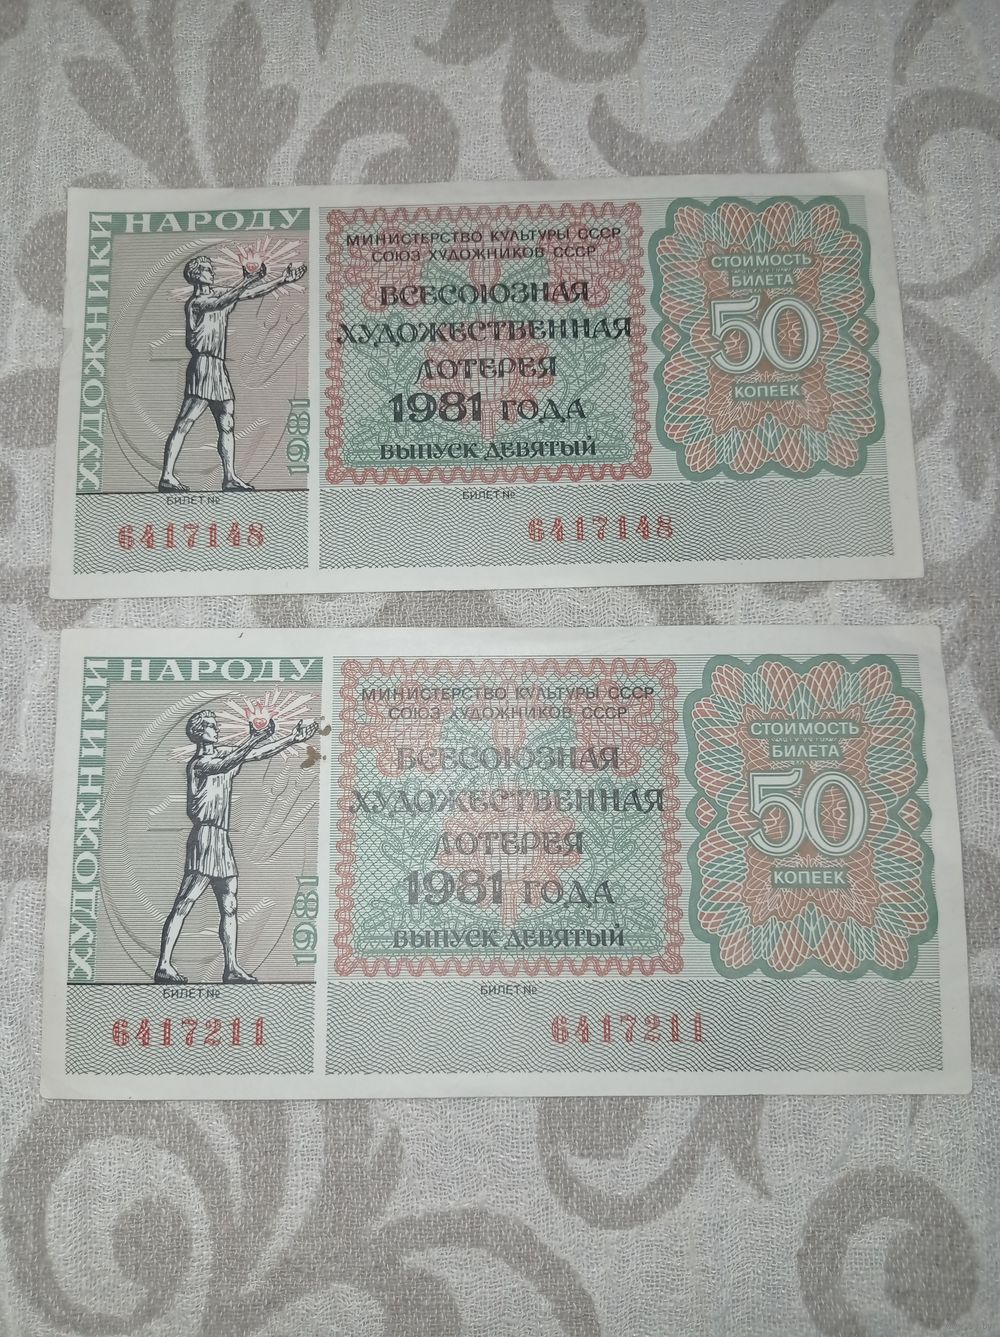 ХУДОЖНИКИ НАРОДУ
1981
МИНИСТЕРСТВО КУЛЬТУРЫ СССР
СОЮЗ ХУДОЖНИКОВ СССР
ВСЕСОЮЗНАЯ
ХУДОЖЕСТВЕННАЯ
ЛОТЕРЕЯ
1981 ГОДА
ВЫПУСК ДЕВЯТЫЙ
СТОИМОСТЬ
БИЛЕТА
50
КОПЕЕК
БИЛЕТ №
6417148
БИЛЕТ №
6417148
ХУДОЖНИКИ НАРОДУ
1981
МИНИСТЕРСТВО КУЛЬТУРЫ СССР
СОЮЗ ХУДОЖНИКОВ СССР
ВСЕСОЮЗНАЯ
ХУДОЖЕСТВЕННАЯ
ЛОТЕРЕЯ
1981 ГОДА
ВЫПУСК ДЕВЯТЫЙ
СТОИМОСТЬ
БИЛЕТА
50
КОПЕЕК
БИЛЕТ №
6417211
БИЛЕТ №
6417211